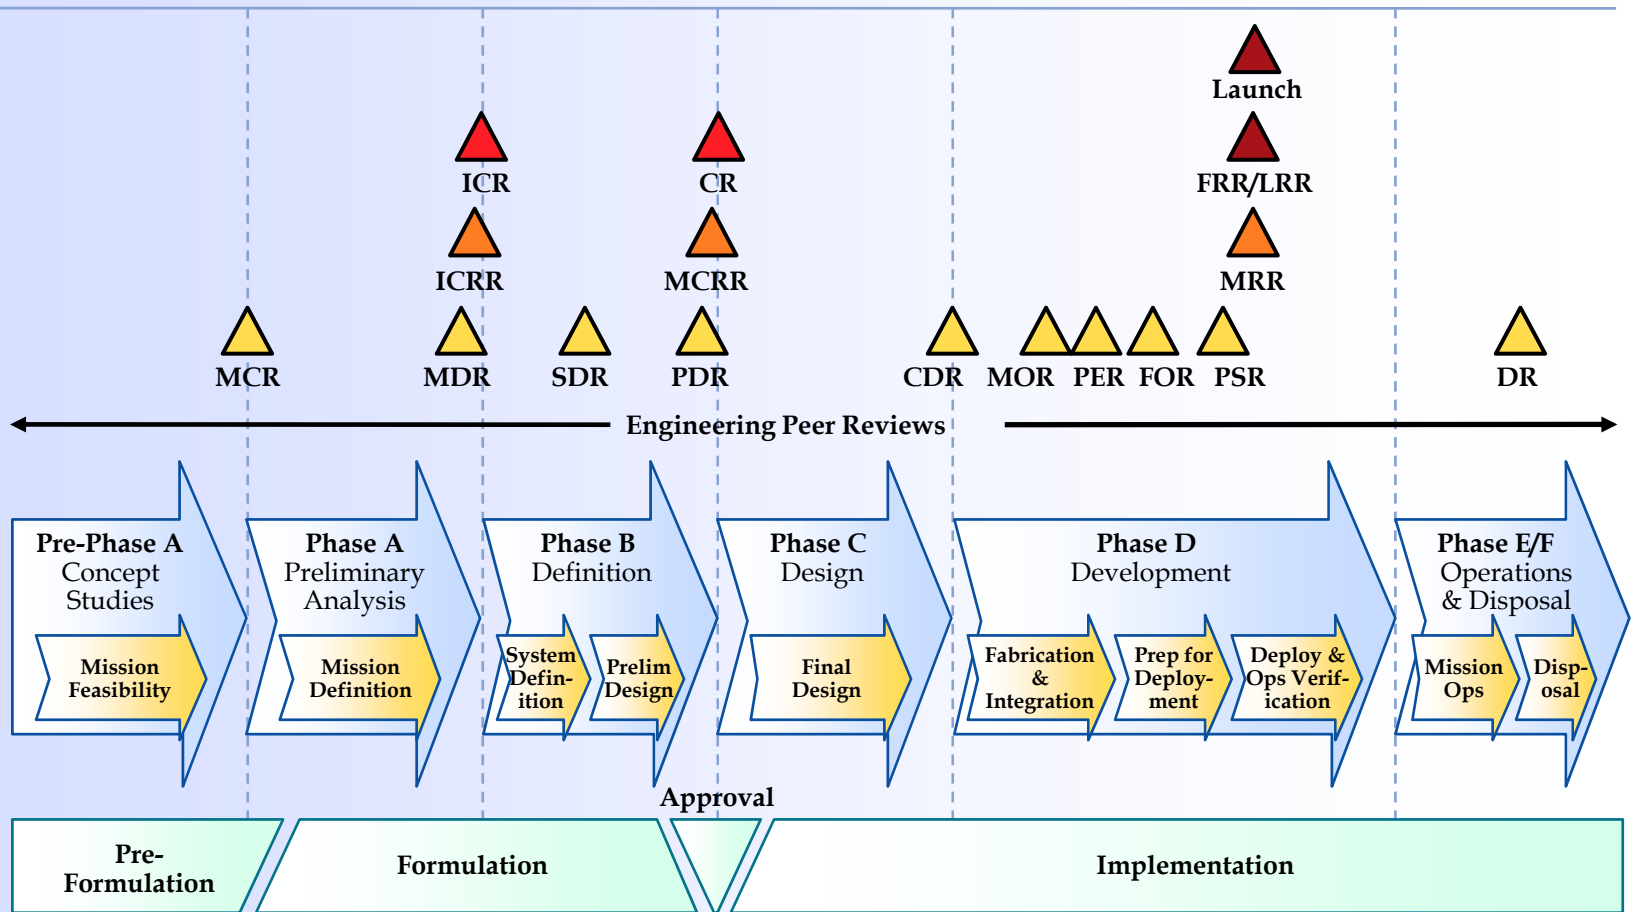 Launch
ICR
CR
FRR/LRR
ICRR
MCRR
MRR
MCR
MDR
SDR
PDR
CDR
MOR
PER
FOR
PSR
DR
Engineering Peer Reviews
Pre-Phase A
Concept
Studies
Mission
Feasibility
Phase A
Preliminary
Analysis
Mission
Definition
Phase B
Definition
System
Defin-
ition
Prelim
Design
Phase C
Design
Final
Design
Phase D
Development
Fabrication
&
Integration
Prep for
Deploy-
ment
Deploy &
Ops Verif-
ication
Phase E/F
Operations
& Disposal
Mission
Ops
Disp-
osal
Approval
Pre-
Formulation
Formulation
Implementation